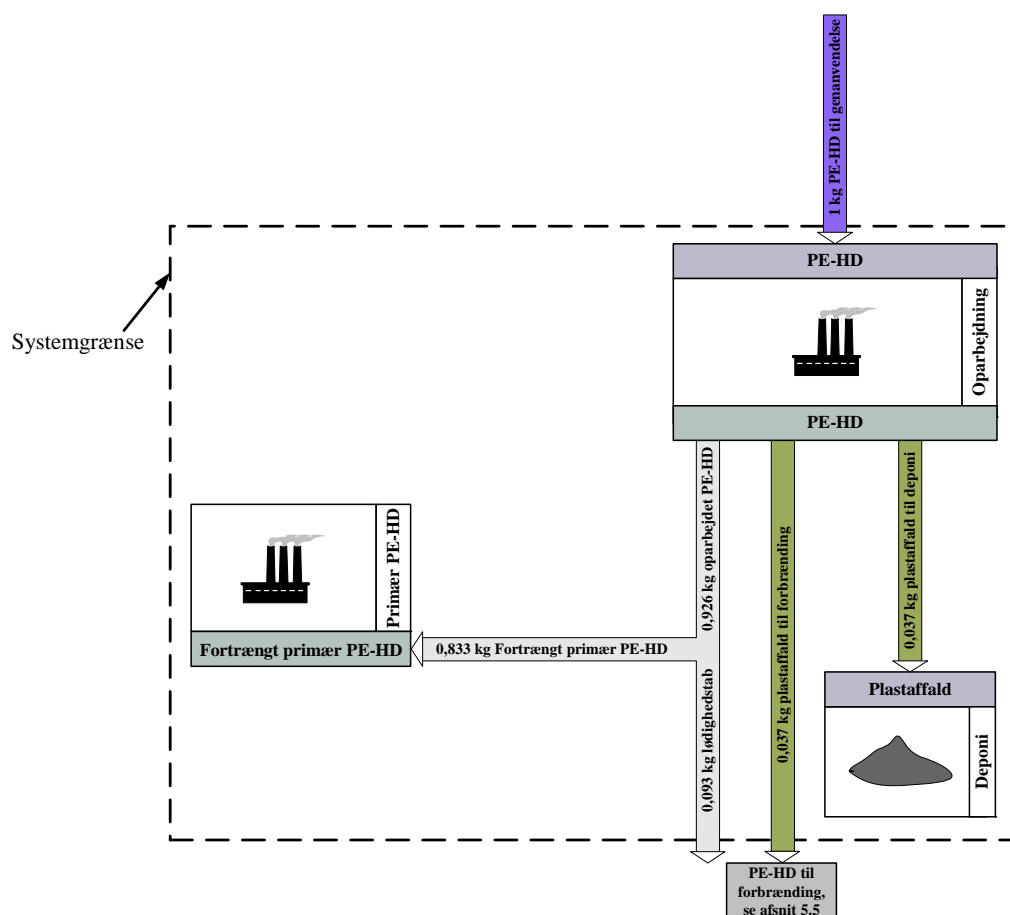 1 kg PE-HD til genanvendelse
PE-HD
Oparbejdning
PE-HD
Systemgrænse
0,926 kg oparbejdet PE-HD
0,037 kg plastaffald til forbrænding
0,037 kg plastaffald til deponi
Primær PE-HD
Fortrængt primær PE-HD
0,833 kg Fortrængt primær PE-HD
0,093 kg lødighedstab
Plastaffald
Deponi
PE-HD til
forbrænding,
se afsnit 5.5